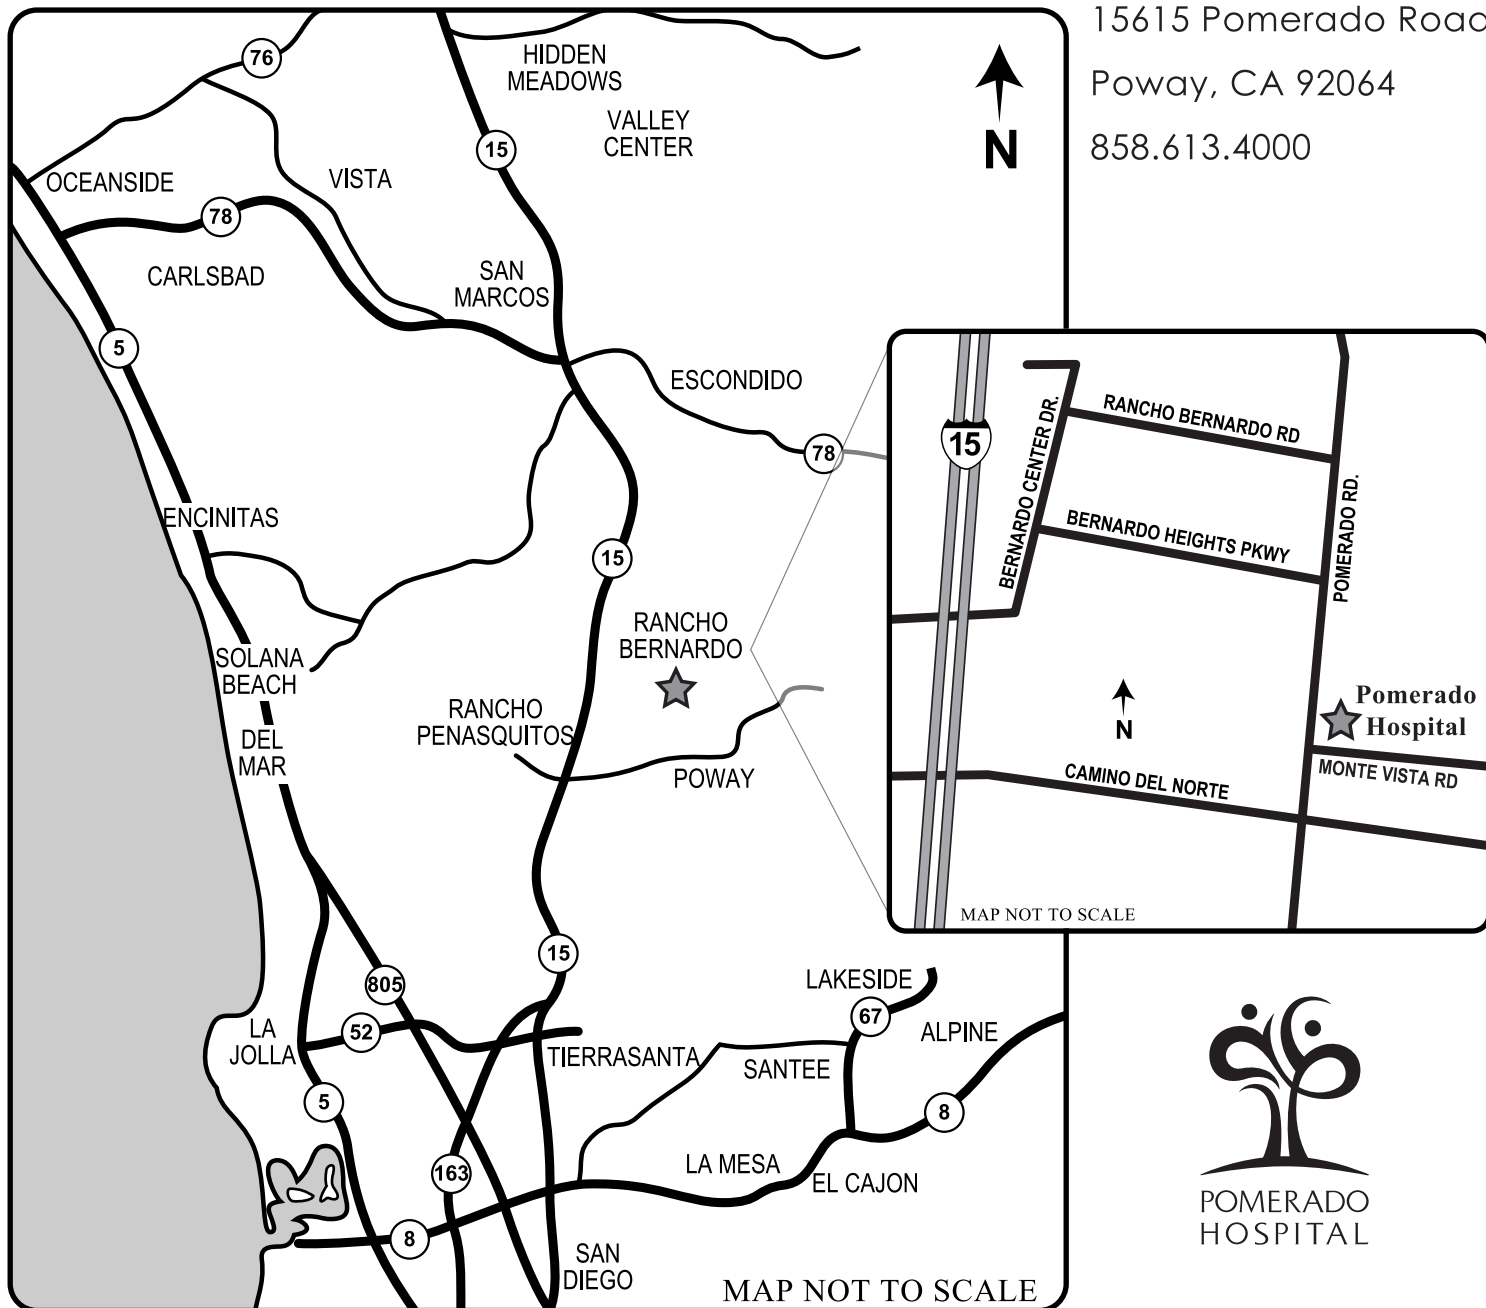 15615 Pomerado Road
Poway, CA 92064
858.613.4000
76
HIDDEN
MEADOWS
VALLEY
CENTER
N
15
OCEANSIDE
VISTA
78
CARLSBAD
SAN
MARCOS
5
ESCONDIDO
78
ENCINITAS
15
RANCHO
BERNARDO
SOLANA
BEACH
RANCHO
PENASQUITOS
DEL
MAR
POWAY
15
805
LAKESIDE
67
ALPINE
LA
JOLLA
52
TIERRASANTA
SANTEE
5
8
163
LA MESA
EL CAJON
8
SAN
DIEGO
MAP NOT TO SCALE
15
BERNARDO CENTER DR.
RANCHO BERNARDO RD
BERNARDO HEIGHTS PKWY
POMERADO RD.
N
Pomerado
Hospital
MONTE VISTA RD
CAMINO DEL NORTE
MAP NOT TO SCALE
POMERADO
HOSPITAL